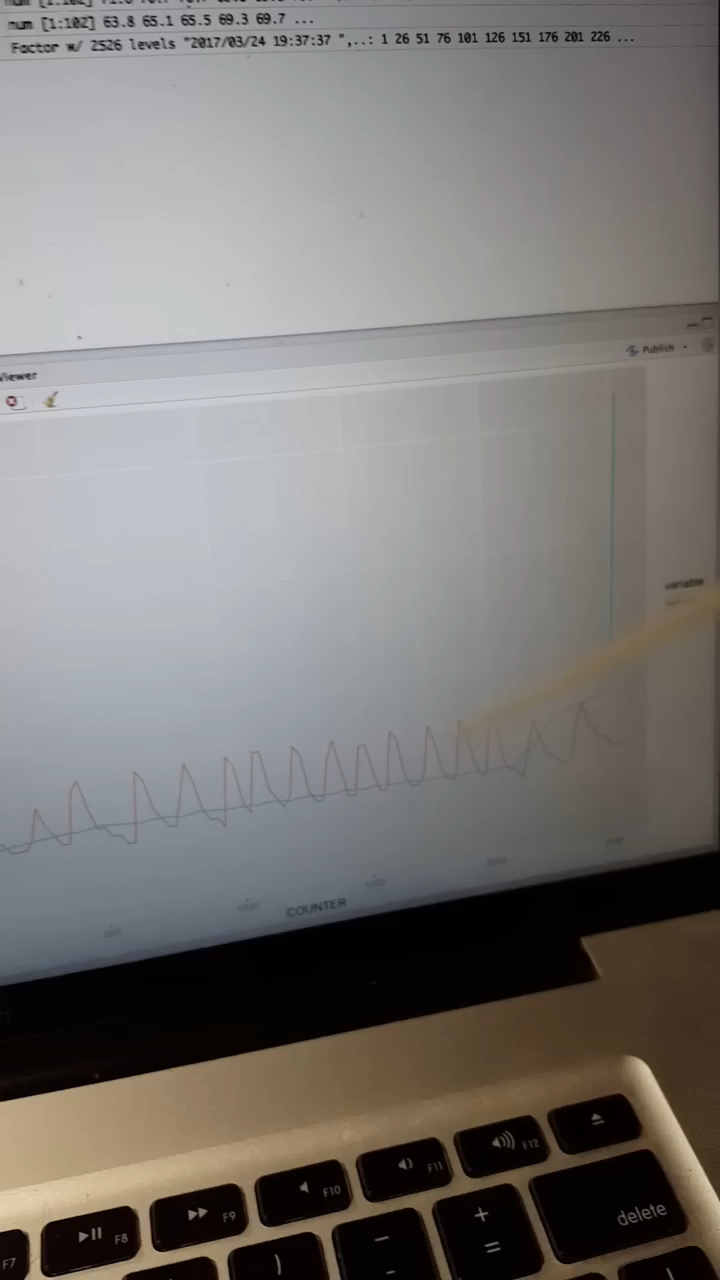 num [1:102] 63.8 65.1 65.5 69.3 69.7 ...
Factor w/ 2526 levels "2017/03/24 19:37:37 ",..: 1 26 51 76 101 126 151 176 201 226 ...
Viewer
Publish
variable
COUNTER
F7
F8
F9
F10
F11
F12
delete
)
-
+
=